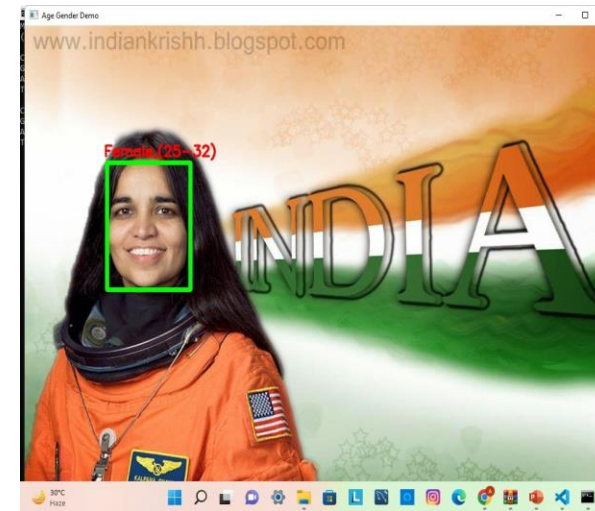 Age Gender Demo
www.indiankrishh.blogspot.com
Female,(25-32)
INDIA
30°C
Haze